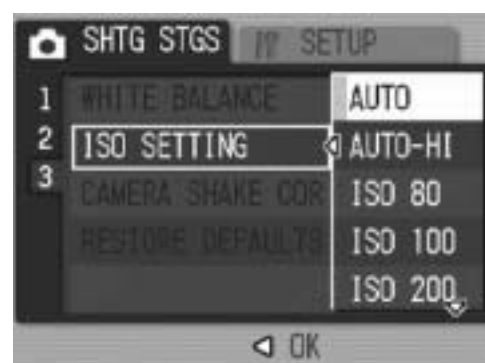 SHTG STGS SETUP
1 WHITE BALANCE AUTO
2 ISO SETTING AUTO-HI
3 CAMERA SHAKE COR ISO 80
RESTORE DEFAULTS ISO 100
ISO 200
OK